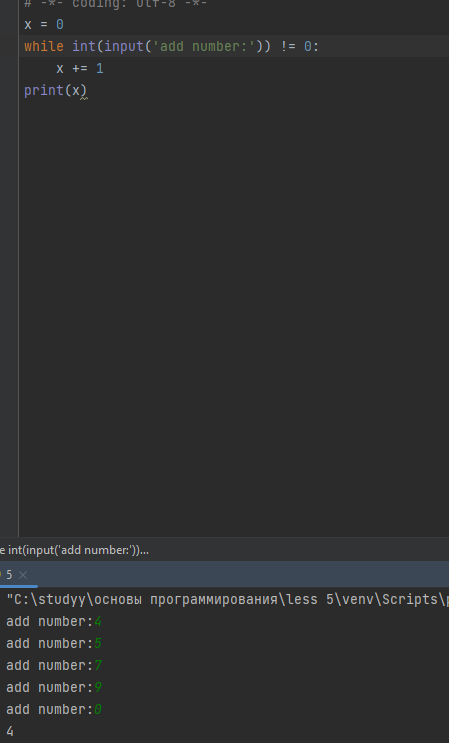 # -*- coding: utf-8 -*-
x = 0
while int(input('add number:')) != 0:
    x += 1
print(x)
e int(input('add number:'))...
5
"C:\studyy\основы программирования\less 5\venv\Scripts\
add number:4
add number:5
add number:7
add number:9
add number:0
4